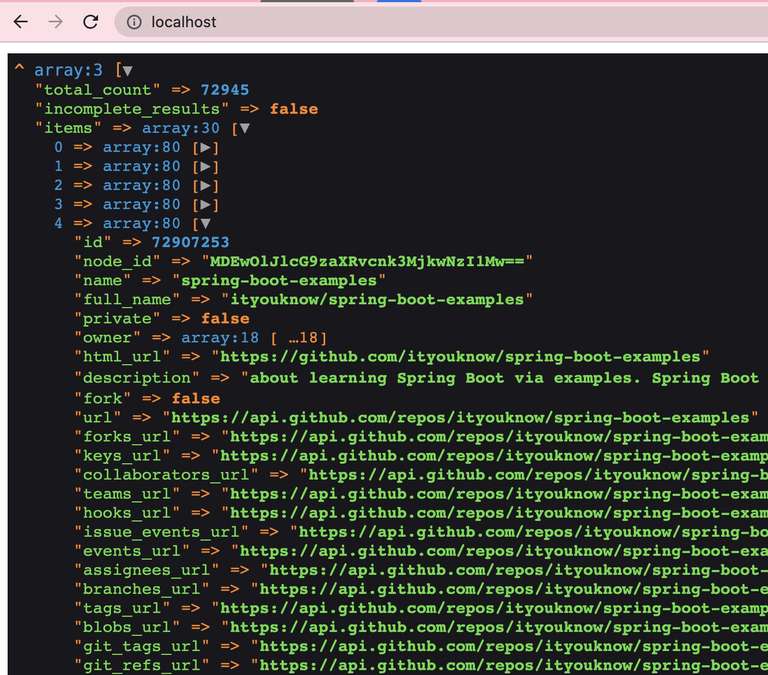 localhost
^ array:3 [▼
"total_count" => 72945
"incomplete_results" => false
"items" => array:30 [▼
0 => array:80 [▶]
1 => array:80 [▶]
2 => array:80 [▶]
3 => array:80 [▶]
4 => array:80 [▼
"id" => 72907253
"node_id" => "MDEwOlJlcG9zaXRvcnk3MjkwNzI1Mw=="
"name" => "spring-boot-examples"
"full_name" => "ityouknow/spring-boot-examples"
"private" => false
"owner" => array:18 [ …18]
"html_url" => "https://github.com/ityouknow/spring-boot-examples"
"description" => "about learning Spring Boot via examples. Spring Boot
"fork" => false
"url" => "https://api.github.com/repos/ityouknow/spring-boot-examples"
"forks_url" => "https://api.github.com/repos/ityouknow/spring-boot-exam
"keys_url" => "https://api.github.com/repos/ityouknow/spring-boot-examp
"collaborators_url" => "https://api.github.com/repos/ityouknow/spring-b
"teams_url" => "https://api.github.com/repos/ityouknow/spring-boot-exam
"hooks_url" => "https://api.github.com/repos/ityouknow/spring-boot-exam
"issue_events_url" => "https://api.github.com/repos/ityouknow/spring-bo
"events_url" => "https://api.github.com/repos/ityouknow/spring-boot-exa
"assignees_url" => "https://api.github.com/repos/ityouknow/spring-boot-
"branches_url" => "https://api.github.com/repos/ityouknow/spring-boot-e
"tags_url" => "https://api.github.com/repos/ityouknow/spring-boot-examp
"blobs_url" => "https://api.github.com/repos/ityouknow/spring-boot-exam
"git_tags_url" => "https://api.github.com/repos/ityouknow/spring-boot-e
"git_refs_url" => "https://api.github.com/repos/ityouknow/spring-boot-e